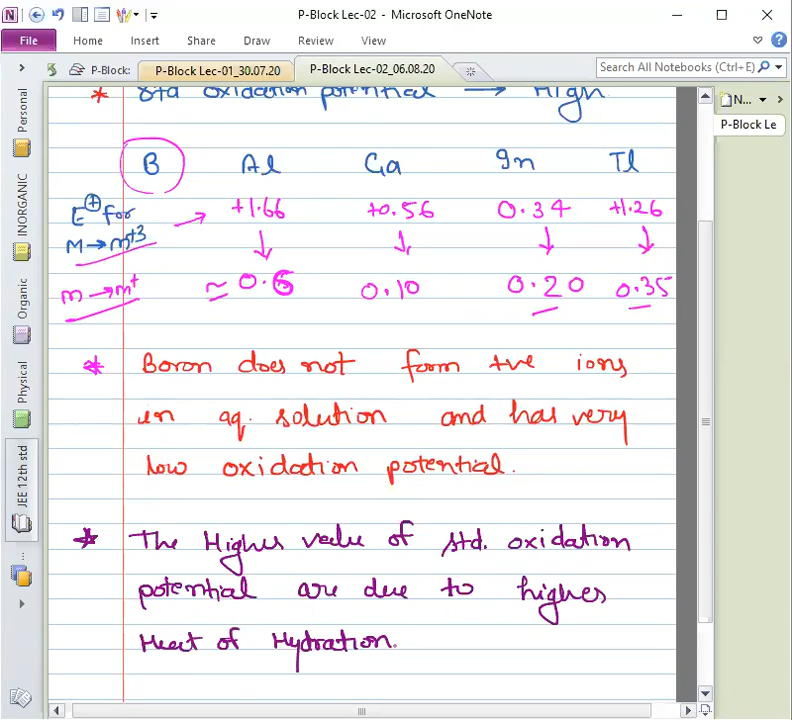 P-Block Lec-02 - Microsoft OneNote
File Home Insert Share Draw Review View
P-Block: P-Block Lec-01_30.07.20 P-Block Lec-02_06.08.20 Search All Notebooks (Ctrl+E)
N...
P-Block Le
Personal
INORGANIC
Organic
Physical
JEE 12th std
* Std oxidation potential → High
B Al Ga In Tl
E⊕ for
M→m+3 → +1.66 +0.56 0.34 +1.26
↓ ↓ ↓ ↓
m→m+ ≈0.6 0.10 0.20 0.35
* Boron does not form +ve ions
in aq. solution and has very
low oxidation potential.
* The Higher value of std. oxidation
potential are due to higher
Heat of Hydration.